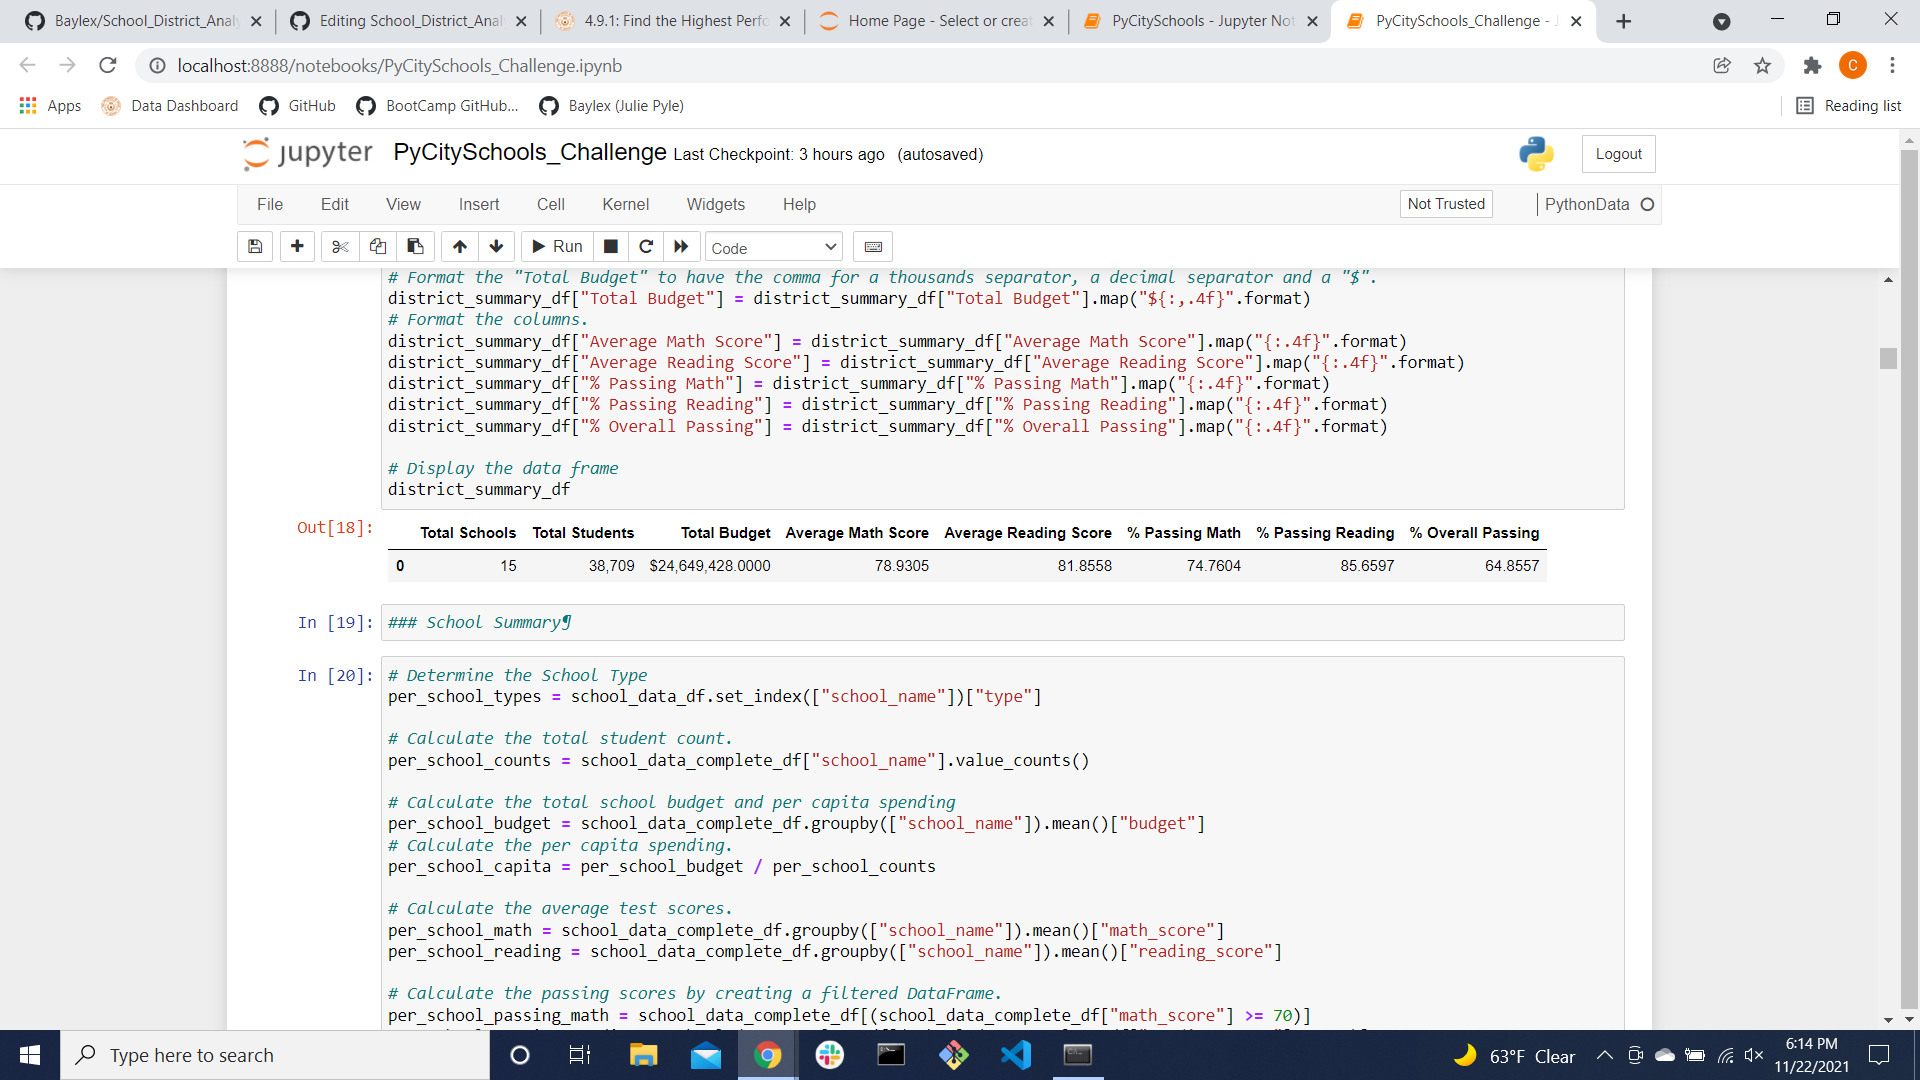 Baylex/School_District_Analy
Editing School_District_Anal
4.9.1: Find the Highest Perfo
Home Page - Select or creat
PyCitySchools - Jupyter Not
PyCitySchools_Challenge - J
localhost:8888/notebooks/PyCitySchools_Challenge.ipynb
C
Apps
Data Dashboard
GitHub
BootCamp GitHub...
Baylex (Julie Pyle)
Reading list
jupyter PyCitySchools_Challenge Last Checkpoint: 3 hours ago (autosaved)
Logout
File Edit View Insert Cell Kernel Widgets Help
Not Trusted
PythonData
Run
Code
# Format the "Total Budget" to have the comma for a thousands separator, a decimal separator and a "$".
district_summary_df["Total Budget"] = district_summary_df["Total Budget"].map("${:,.4f}".format)
# Format the columns.
district_summary_df["Average Math Score"] = district_summary_df["Average Math Score"].map("{:.4f}".format)
district_summary_df["Average Reading Score"] = district_summary_df["Average Reading Score"].map("{:.4f}".format)
district_summary_df["% Passing Math"] = district_summary_df["% Passing Math"].map("{:.4f}".format)
district_summary_df["% Passing Reading"] = district_summary_df["% Passing Reading"].map("{:.4f}".format)
district_summary_df["% Overall Passing"] = district_summary_df["% Overall Passing"].map("{:.4f}".format)
# Display the data frame
district_summary_df
Out[18]:
Total Schools Total Students Total Budget Average Math Score Average Reading Score % Passing Math % Passing Reading % Overall Passing
0 15 38,709 $24,649,428.0000 78.9305 81.8558 74.7604 85.6597 64.8557
In [19]: ### School Summary¶
In [20]: # Determine the School Type
per_school_types = school_data_df.set_index(["school_name"])["type"]
# Calculate the total student count.
per_school_counts = school_data_complete_df["school_name"].value_counts()
# Calculate the total school budget and per capita spending
per_school_budget = school_data_complete_df.groupby(["school_name"]).mean()["budget"]
# Calculate the per capita spending.
per_school_capita = per_school_budget / per_school_counts
# Calculate the average test scores.
per_school_math = school_data_complete_df.groupby(["school_name"]).mean()["math_score"]
per_school_reading = school_data_complete_df.groupby(["school_name"]).mean()["reading_score"]
# Calculate the passing scores by creating a filtered DataFrame.
per_school_passing_math = school_data_complete_df[(school_data_complete_df["math_score"] >= 70)]
Type here to search
63°F Clear
6:14 PM
11/22/2021